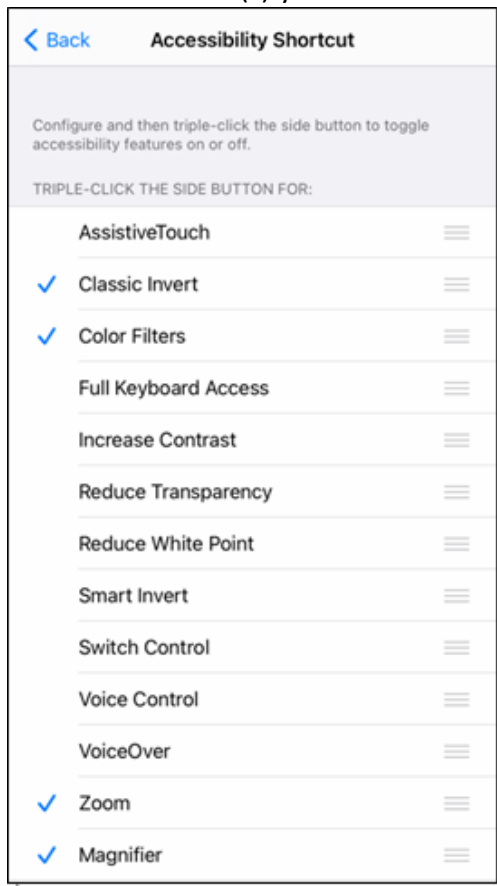 Back
Accessibility Shortcut
Configure and then triple-click the side button to toggle
accessibility features on or off.
TRIPLE-CLICK THE SIDE BUTTON FOR:
AssistiveTouch
Classic Invert
Color Filters
Full Keyboard Access
Increase Contrast
Reduce Transparency
Reduce White Point
Smart Invert
Switch Control
Voice Control
VoiceOver
Zoom
Magnifier